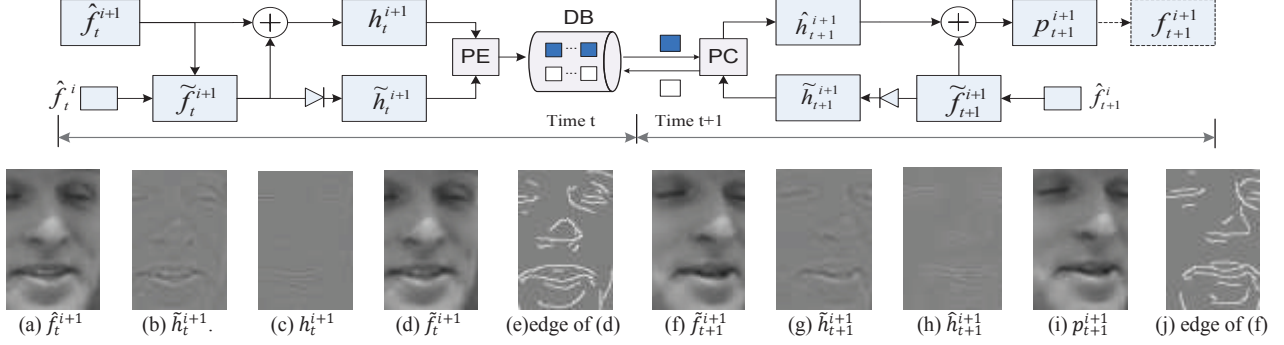 f̂_t^{i+1}
h_t^{i+1}
DB
ĥ_{t+1}^{i+1}
p_{t+1}^{i+1}
f_{t+1}^{i+1}
PE
PC
f̂_t^i
f̃_t^{i+1}
h̃_t^{i+1}
h̃_{t+1}^{i+1}
f̃_{t+1}^{i+1}
f̂_{t+1}^i
Time t
Time t+1
(a) f̂_t^{i+1}
(b) h̃_t^{i+1}.
(c) h_t^{i+1}
(d) f̃_t^{i+1}
(e)edge of (d)
(f) f̃_{t+1}^{i+1}
(g) h̃_{t+1}^{i+1}
(h) ĥ_{t+1}^{i+1}
(i) p_{t+1}^{i+1}
(j) edge of (f)